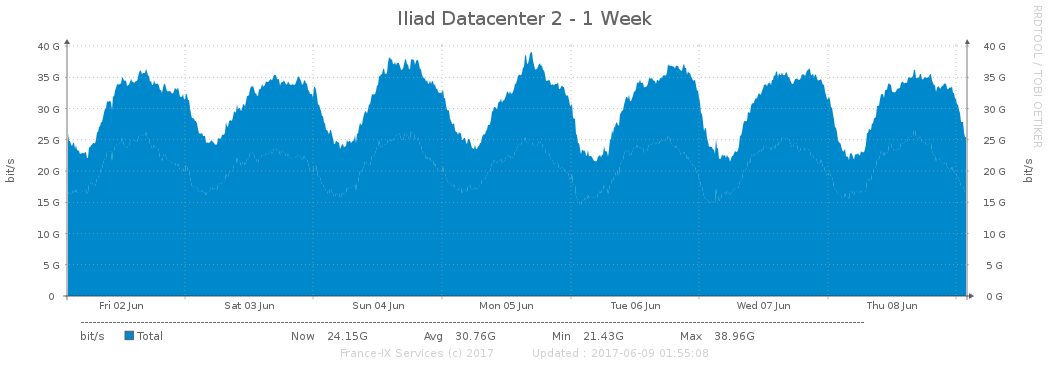 Iliad Datacenter 2 - 1 Week
RRDTOOL / TOBI OETIKER
40 G 40 G
35 G 35 G
30 G 30 G
25 G 25 G
20 G 20 G
15 G 15 G
10 G 10 G
5 G 5 G
0 0 G
bit/s bit/s
Fri 02 Jun Sat 03 Jun Sun 04 Jun Mon 05 Jun Tue 06 Jun Wed 07 Jun Thu 08 Jun
bit/s Total Now 24.15G Avg 30.76G Min 21.43G Max 38.96G
France-IX Services (c) 2017 Updated : 2017-06-09 01:55:08